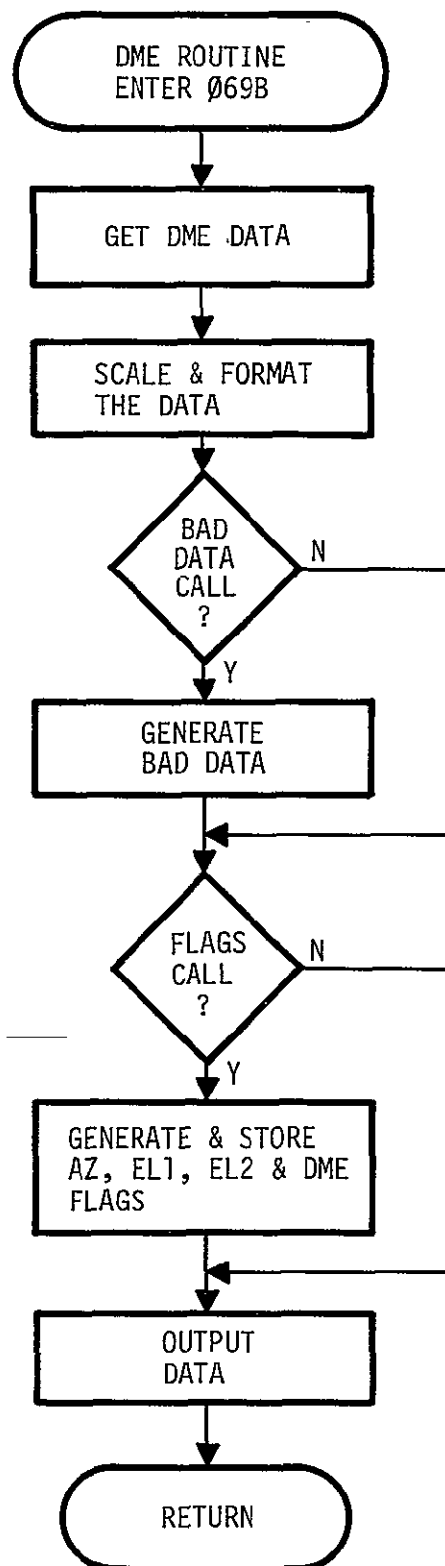 DME ROUTINE
ENTER Ø69B
GET DME DATA
SCALE & FORMAT
THE DATA
BAD
DATA
CALL
?
N
Y
GENERATE
BAD DATA
FLAGS
CALL
?
N
Y
GENERATE & STORE
AZ, EL1, EL2 & DME
FLAGS
OUTPUT
DATA
RETURN